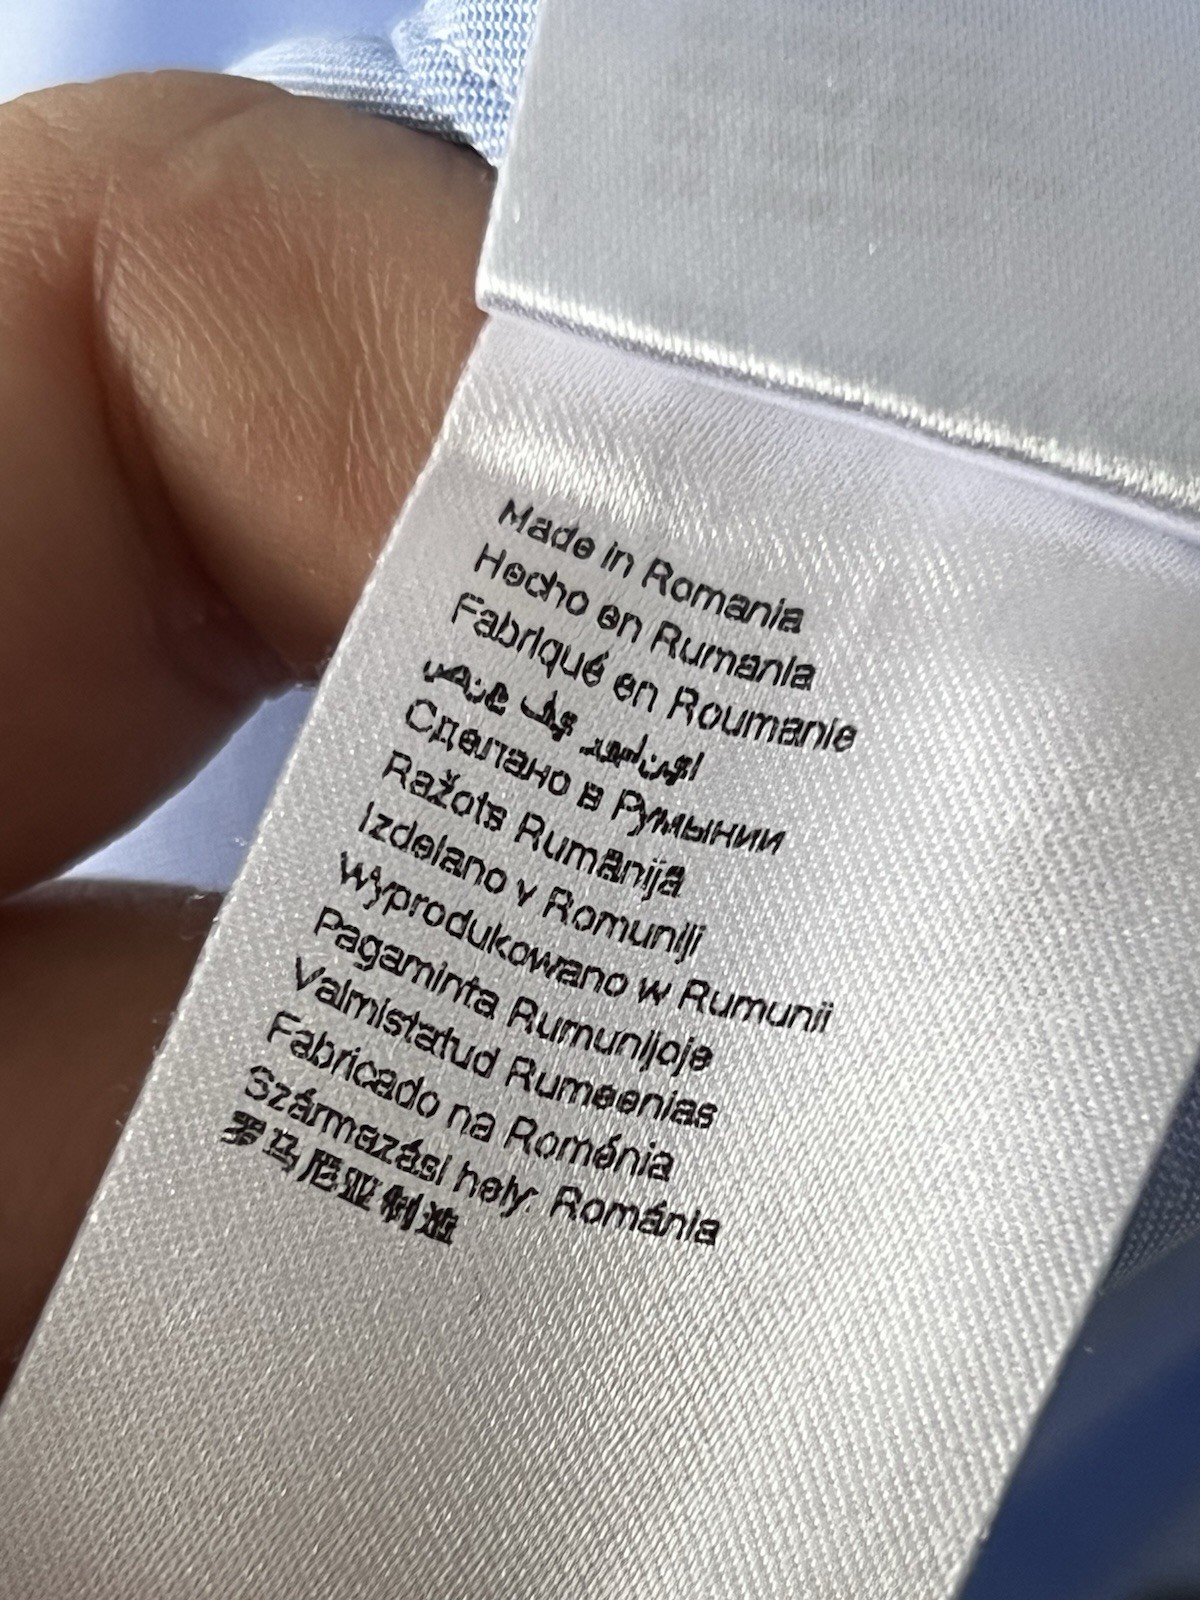 Made in Romania
Hecho en Rumania
Fabriqué en Roumanie
Сделано в Румынии
Ražots Rumānijā
Izdelano v Romuniji
Wyprodukowano w Rumunii
Pagaminta Rumunijoje
Valmistatud Rumeenias
Fabricado na Roménia
Származási hely: Románia
罗马尼亚制造